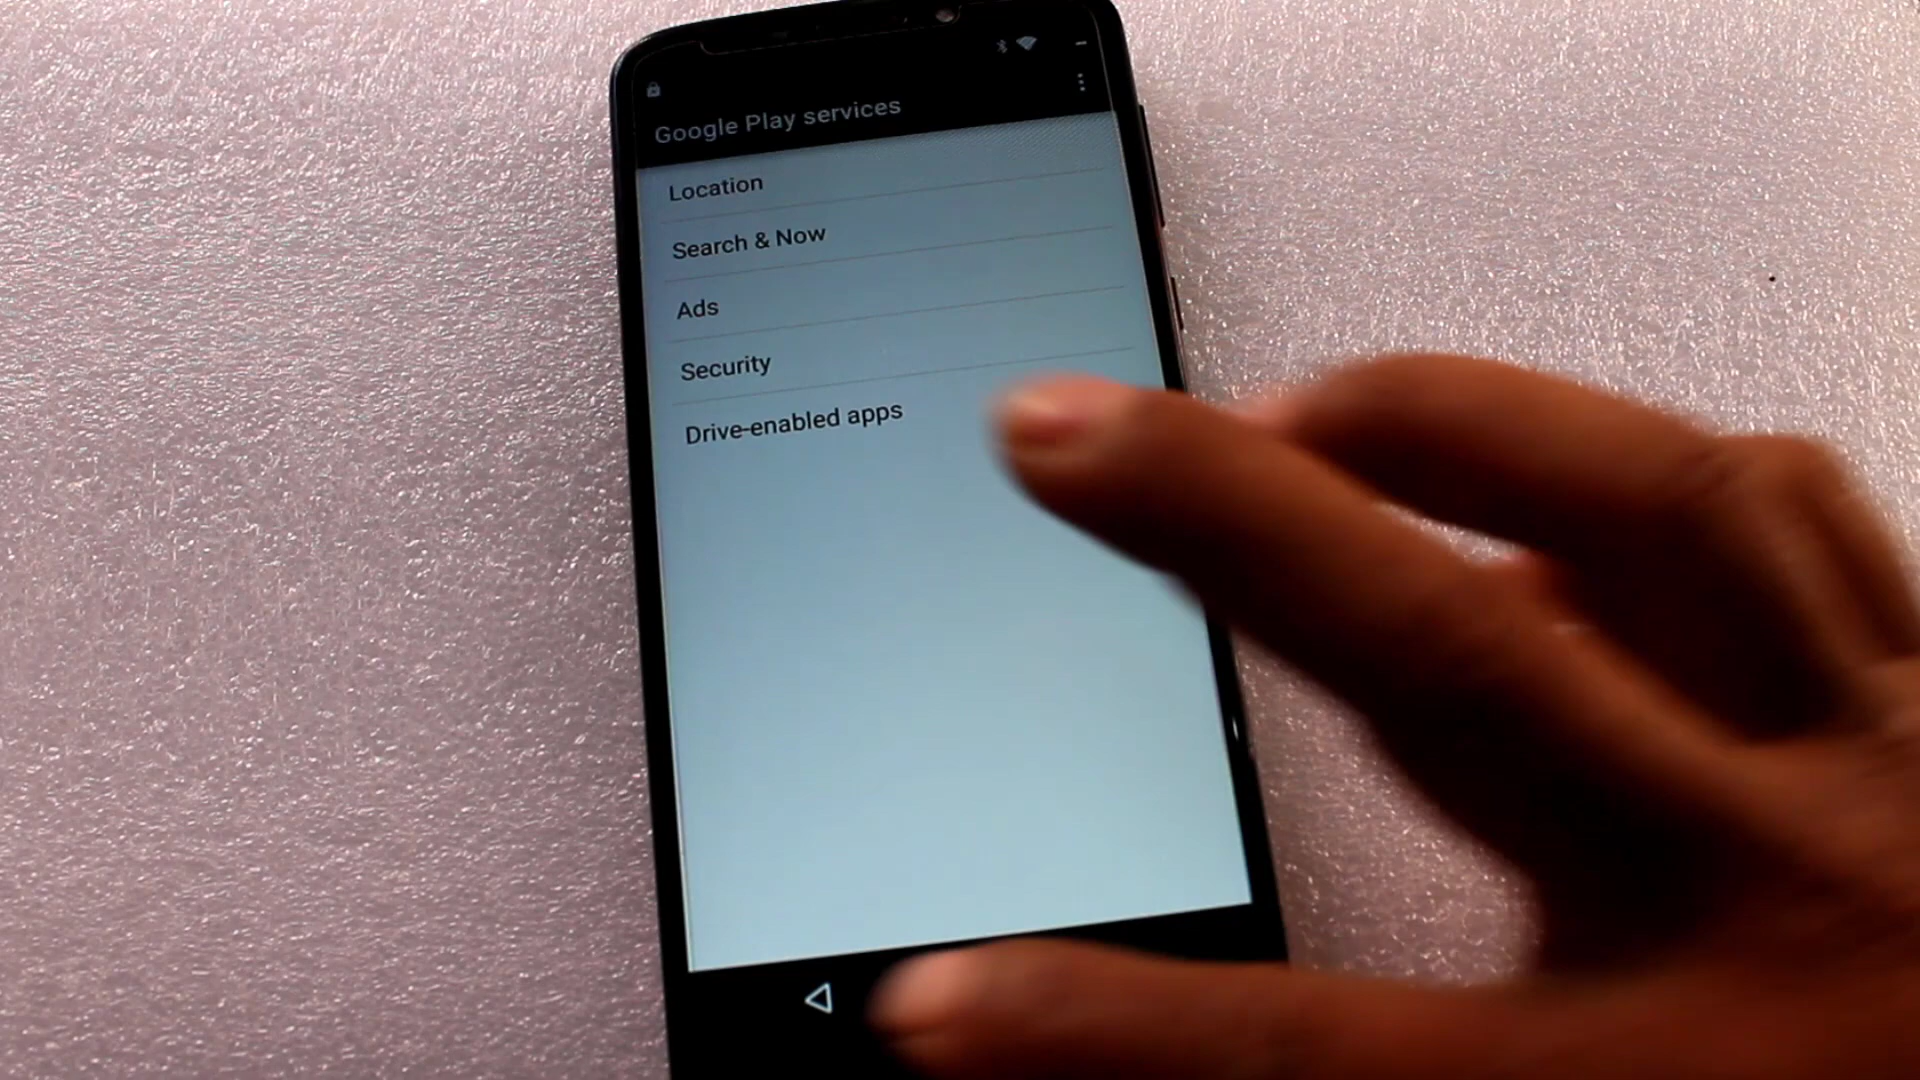 Google Play services
Location
Search & Now
Ads
Security
Drive-enabled apps